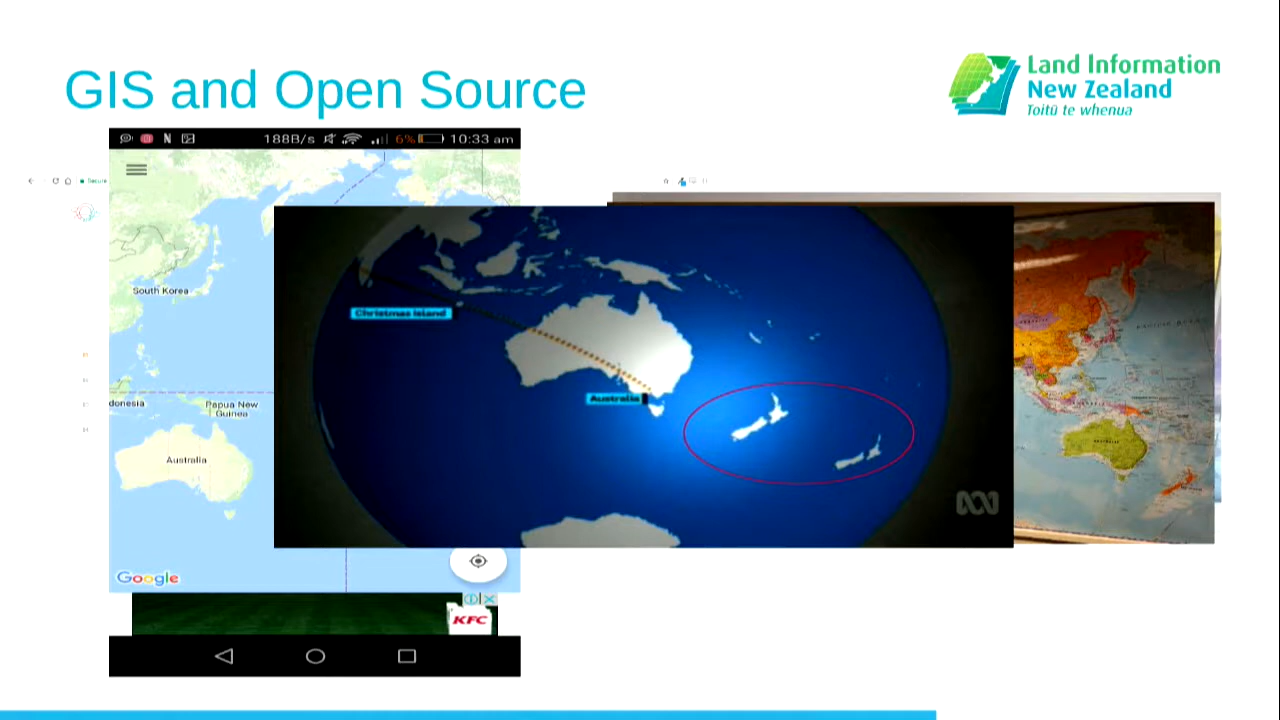 GIS and Open Source
Land Information
New Zealand
Toitū te whenua
N 188B/s 6% 10:33 am
Secure
South Korea
Christmas Island
donesia
Papua New
Guinea
Australia
Australia
Google
KFC